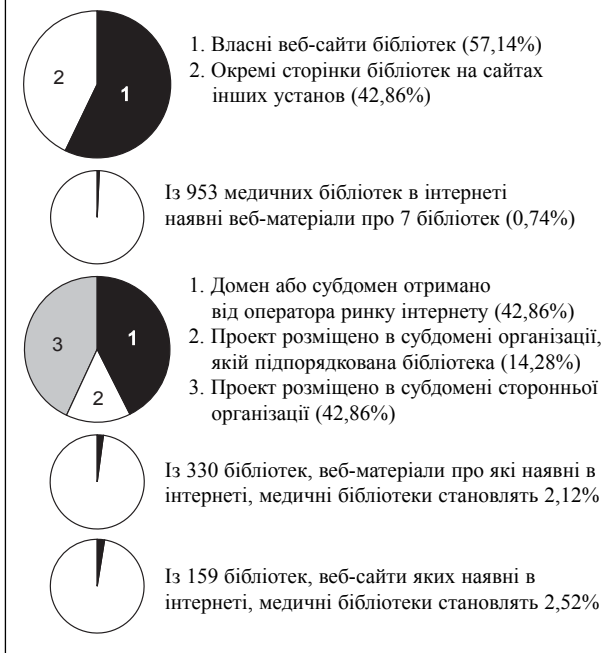 2
1
1. Власні веб-сайти бібліотек (57,14%)
2. Окремі сторінки бібліотек на сайтах
інших установ (42,86%)
Із 953 медичних бібліотек в інтернеті
наявні веб-матеріали про 7 бібліотек (0,74%)
3
1
2
1. Домен або субдомен отримано
від оператора ринку інтернету (42,86%)
2. Проект розміщено в субдомені організації,
якій підпорядкована бібліотека (14,28%)
3. Проект розміщено в субдомені сторонньої
організації (42,86%)
Із 330 бібліотек, веб-матеріали про які наявні в
інтернеті, медичні бібліотеки становлять 2,12%
Із 159 бібліотек, веб-сайти яких наявні в
інтернеті, медичні бібліотеки становлять 2,52%